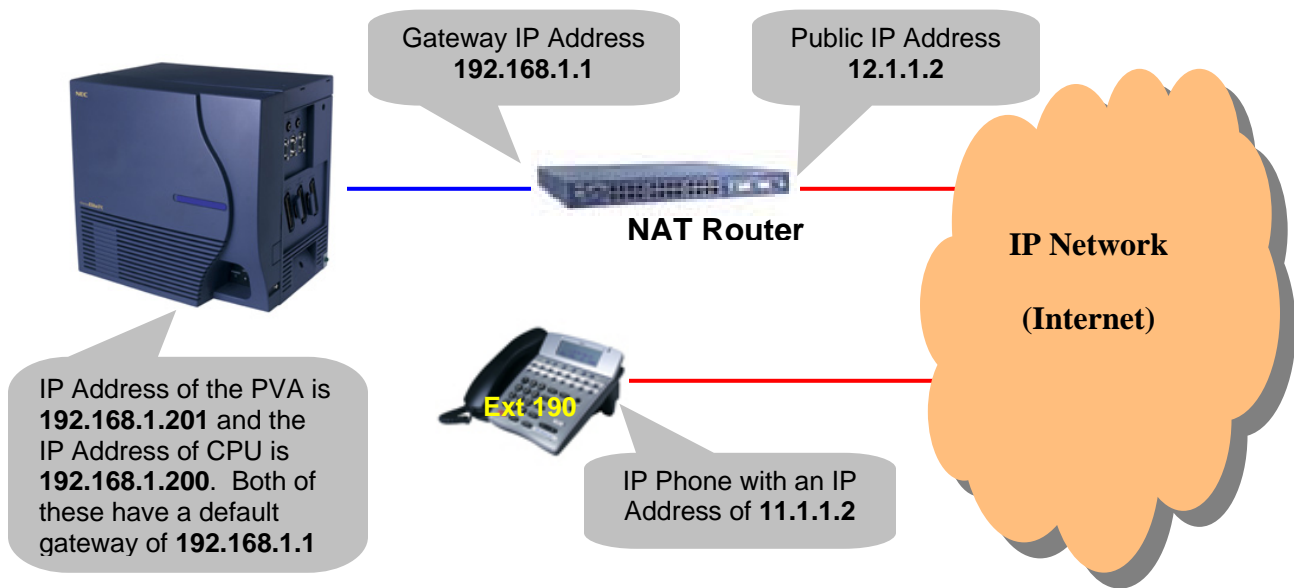 Gateway IP Address
192.168.1.1
Public IP Address
12.1.1.2
NEC
NAT Router
IP Network
(Internet)
Ext 190
IP Address of the PVA is
192.168.1.201 and the
IP Address of CPU is
192.168.1.200. Both of
these have a default
gateway of 192.168.1.1
IP Phone with an IP
Address of 11.1.1.2